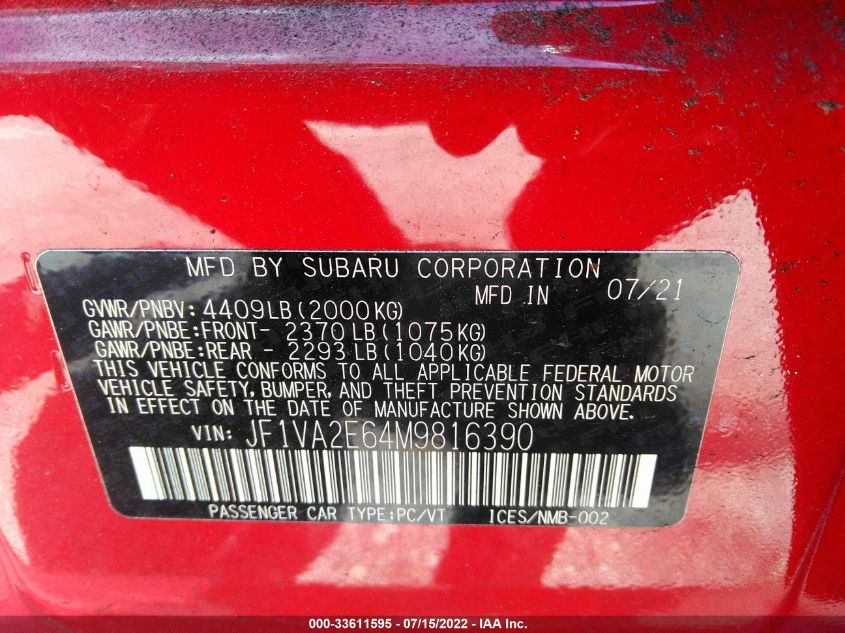 MFD BY SUBARU CORPORATION
MFD IN 07/21
GVWR/PNBV: 4409LB(2000KG)
GAWR/PNBE:FRONT- 2370LB(1075KG)
GAWR/PNBE:REAR - 2293LB(1040KG)
THIS VEHICLE CONFORMS TO ALL APPLICABLE FEDERAL MOTOR
VEHICLE SAFETY, BUMPER, AND THEFT PREVENTION STANDARDS
IN EFFECT ON THE DATE OF MANUFACTURE SHOWN ABOVE.
VIN: JF1VA2E64M9816390
PASSENGER CAR TYPE:PC/VT ICES/NMB-002
000-33611595 - 07/15/2022 - IAA Inc.